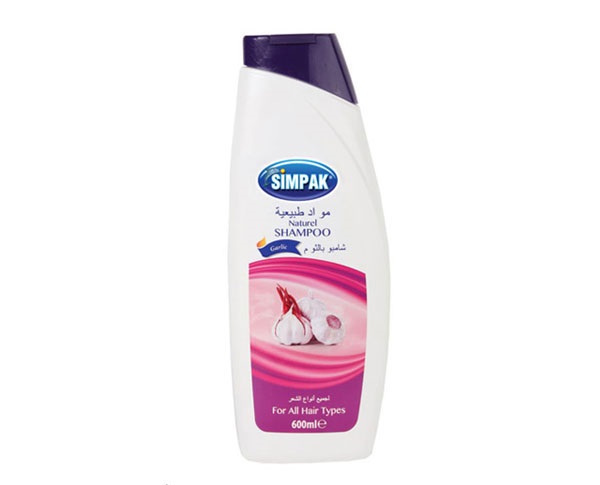 SiMPAK
مواد طبيعية
Naturel
SHAMPOO
Garlic
شامبو بالثوم
لجميع أنواع الشعر
For All Hair Types
600ml℮